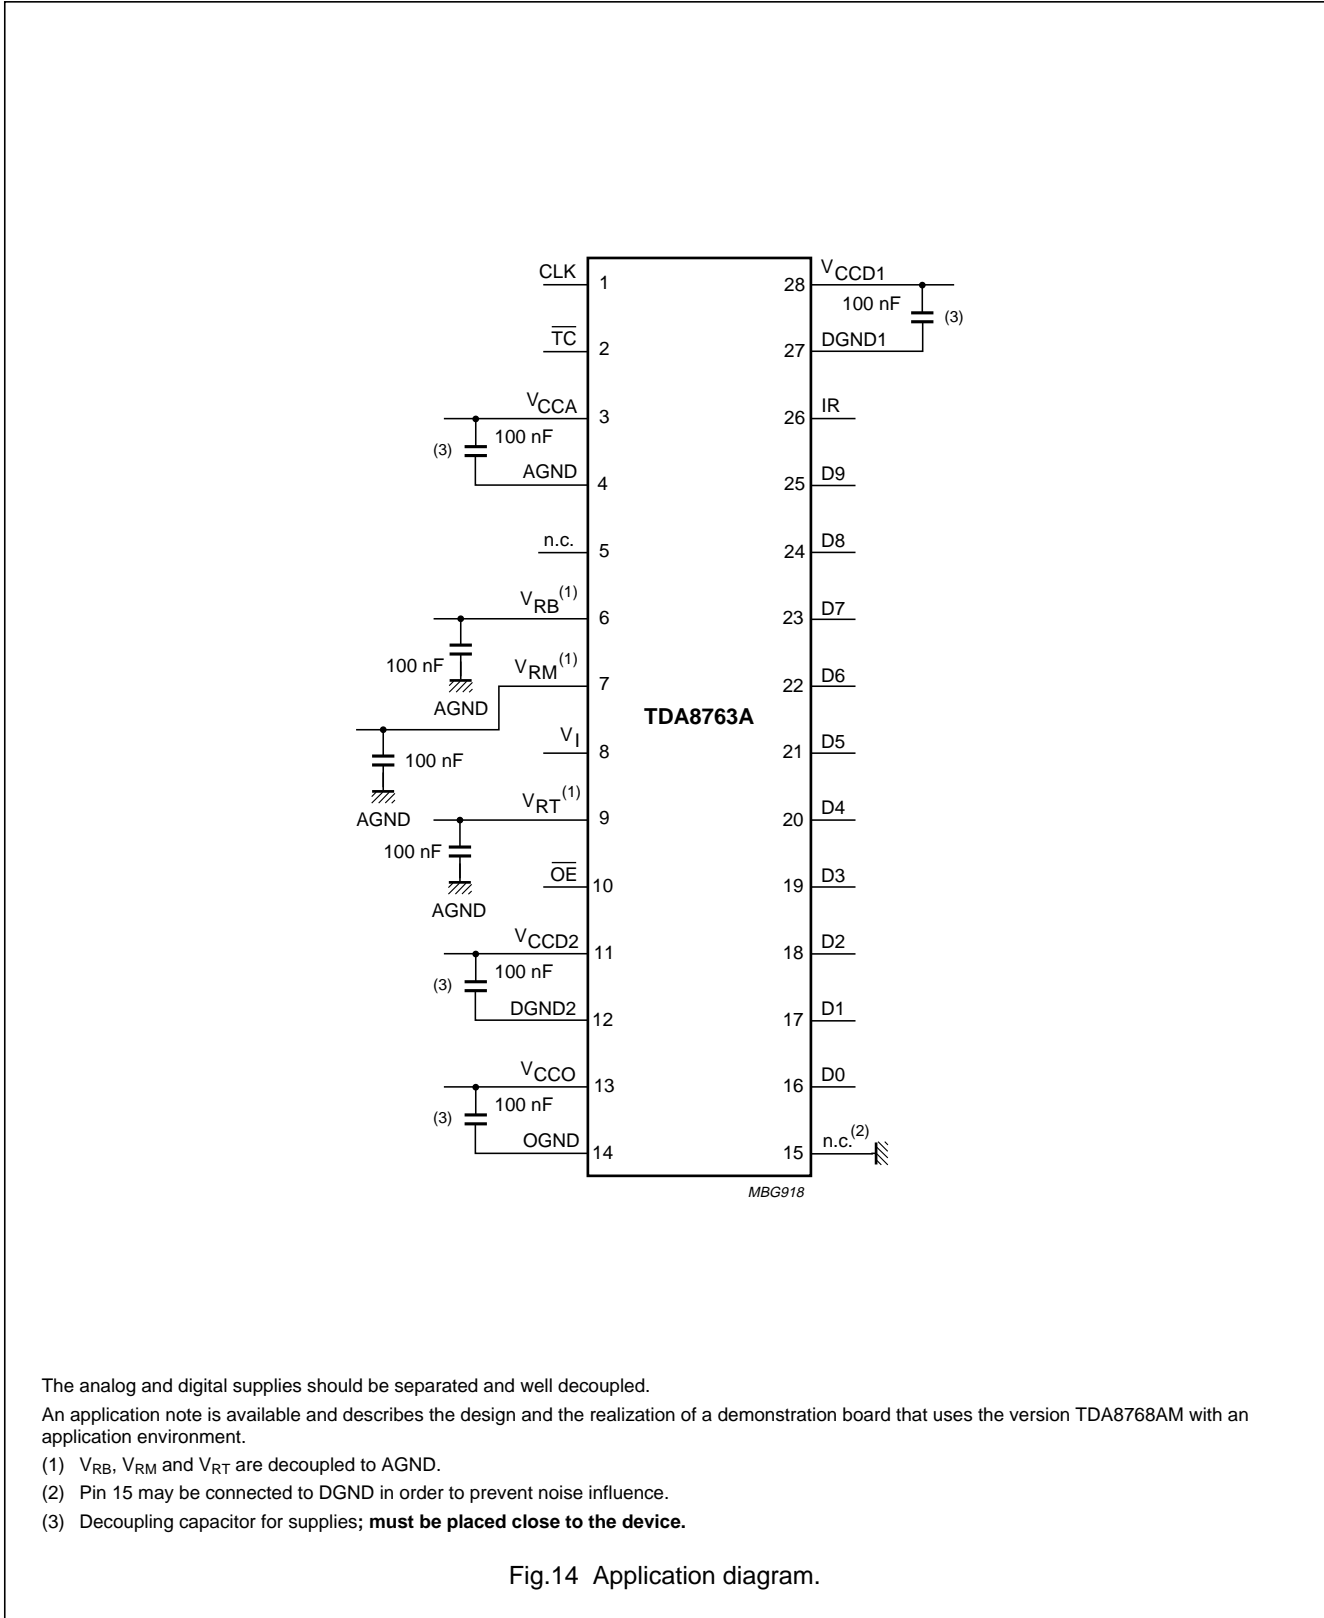 CLK 1
TC 2
VCCA 3
100 nF
(3)
AGND 4
n.c. 5
VRB(1) 6
100 nF
AGND
VRM(1) 7
100 nF
AGND
VI 8
VRT(1) 9
100 nF
AGND
OE 10
VCCD2 11
100 nF
(3)
DGND2 12
VCCO 13
100 nF
(3)
OGND 14
TDA8763A
28 VCCD1
100 nF
(3)
27 DGND1
26 IR
25 D9
24 D8
23 D7
22 D6
21 D5
20 D4
19 D3
18 D2
17 D1
16 D0
15 n.c.(2)
MBG918
The analog and digital supplies should be separated and well decoupled.
An application note is available and describes the design and the realization of a demonstration board that uses the version TDA8768AM with an
application environment.
(1) VRB, VRM and VRT are decoupled to AGND.
(2) Pin 15 may be connected to DGND in order to prevent noise influence.
(3) Decoupling capacitor for supplies; must be placed close to the device.
Fig.14 Application diagram.